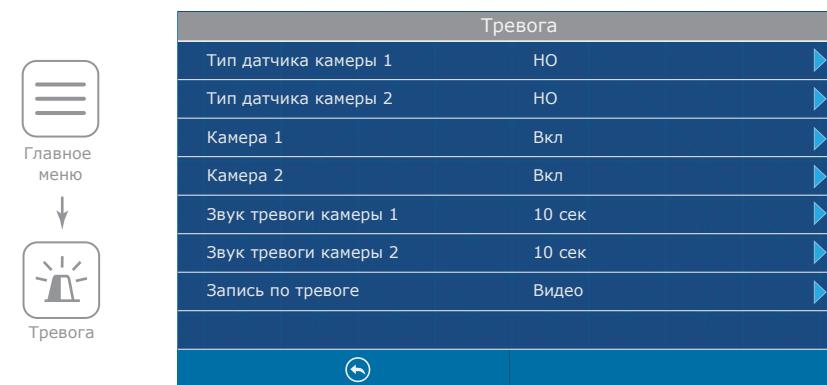 Главное
меню
Тревога
Тревога
Тип датчика камеры 1 НО
Тип датчика камеры 2 НО
Камера 1 Вкл
Камера 2 Вкл
Звук тревоги камеры 1 10 сек
Звук тревоги камеры 2 10 сек
Запись по тревоге Видео